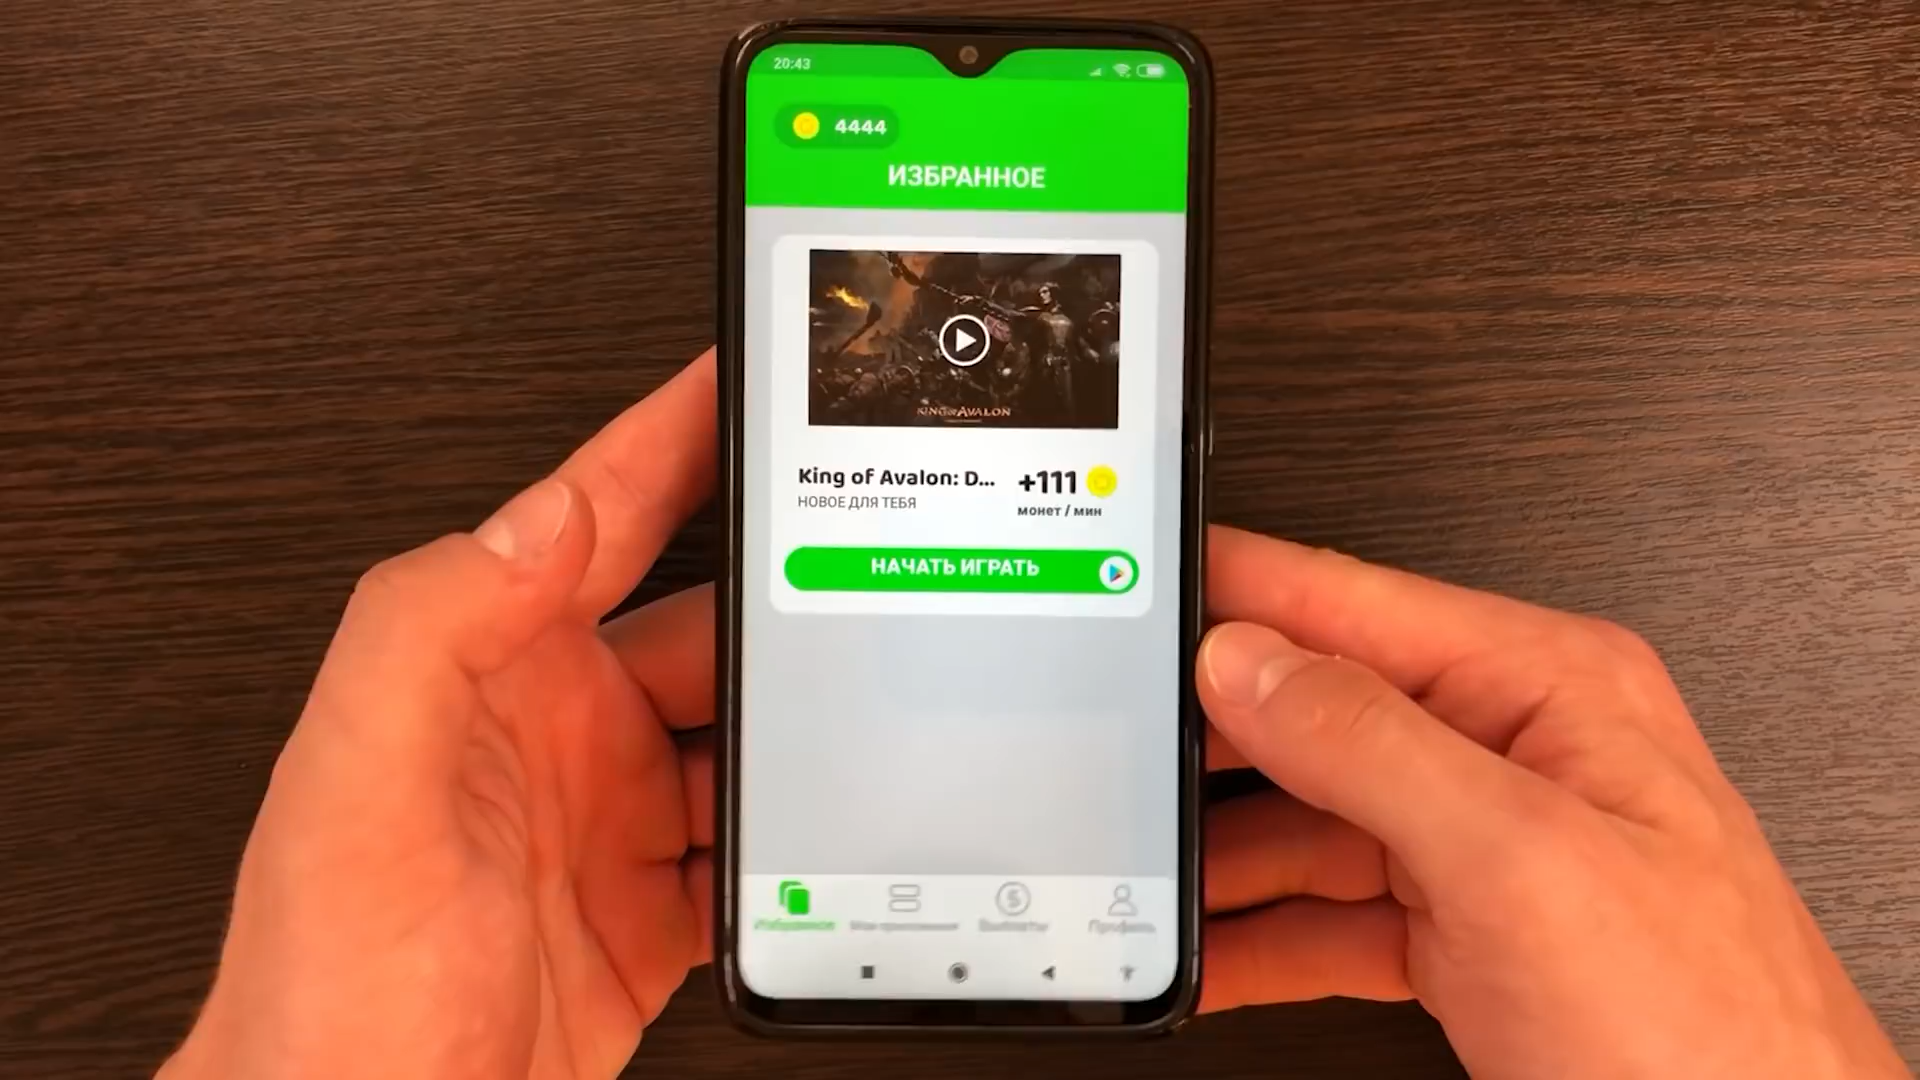 20:43
4444
ИЗБРАННОЕ
KING OF AVALON
King of Avalon: D...
+111
НОВОЕ ДЛЯ ТЕБЯ
монет / мин
НАЧАТЬ ИГРАТЬ
Избранное
Мои приложения
Выплаты
Профиль